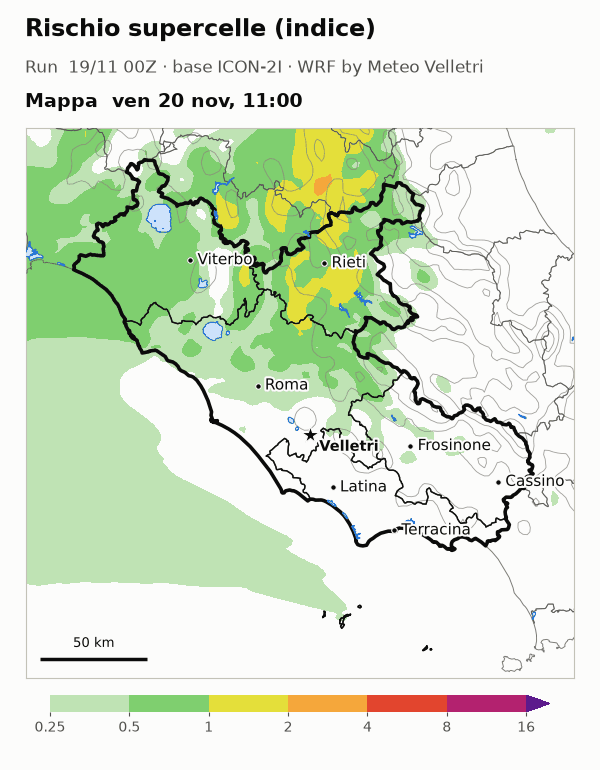 Rischio supercelle (indice)
Run  19/11 00Z · base ICON-2I · WRF by Meteo Velletri
Mappa  ven 20 nov, 11:00
Viterbo
Rieti
Roma
Velletri
Frosinone
Latina
Cassino
Terracina
50 km
0.25 0.5 1 2 4 8 16